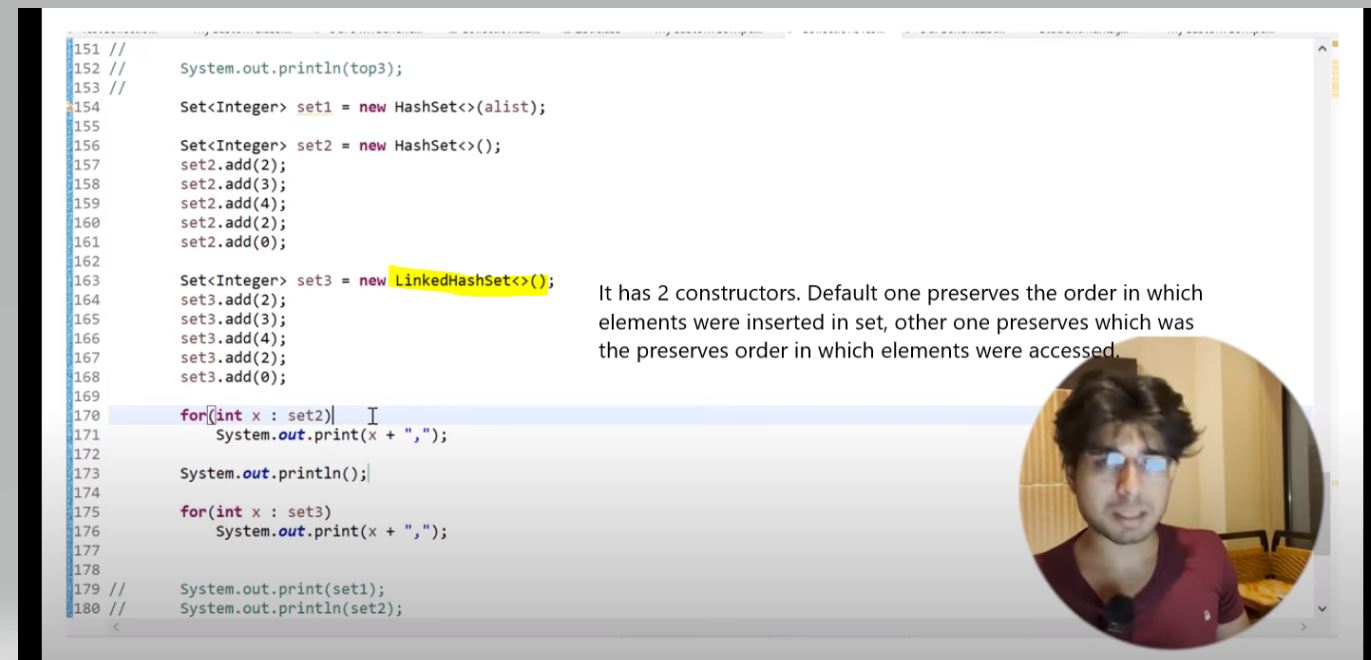 151 //
152 // System.out.println(top3);
153 //
154 Set<Integer> set1 = new HashSet<>(alist);
155
156 Set<Integer> set2 = new HashSet<>();
157 set2.add(2);
158 set2.add(3);
159 set2.add(4);
160 set2.add(2);
161 set2.add(0);
162
163 Set<Integer> set3 = new LinkedHashSet<>();
164 set3.add(2);
165 set3.add(3);
166 set3.add(4);
167 set3.add(2);
168 set3.add(0);
169
170 for(int x : set2)
171 System.out.print(x + ",");
172
173 System.out.println();
174
175 for(int x : set3)
176 System.out.print(x + ",");
177
178
179 // System.out.print(set1);
180 // System.out.println(set2);
It has 2 constructors. Default one preserves the order in which
elements were inserted in set, other one preserves which was
the preserves order in which elements were accessed.